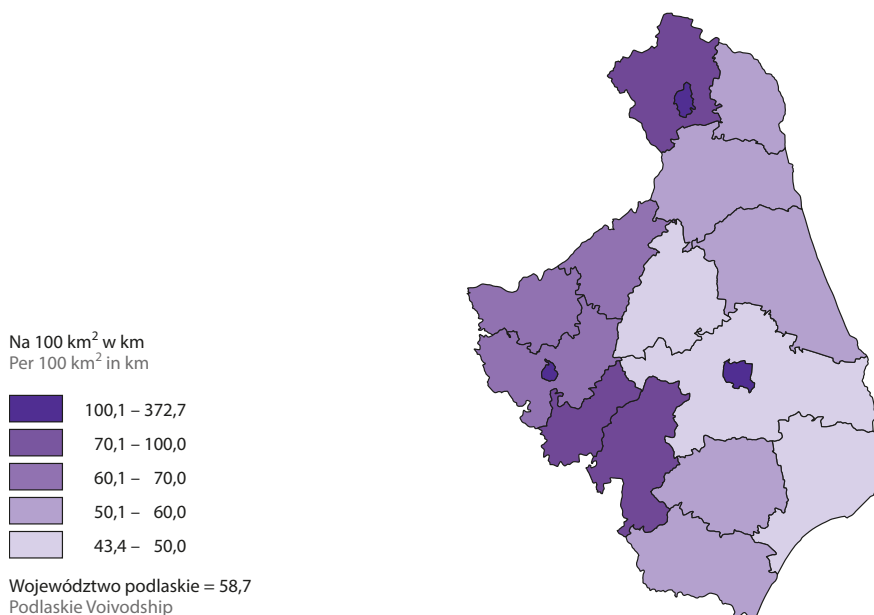 Na 100 km² w km
Per 100 km² in km
100,1 – 372,7
70,1 – 100,0
60,1 – 70,0
50,1 – 60,0
43,4 – 50,0
Województwo podlaskie = 58,7
Podlaskie Voivodship